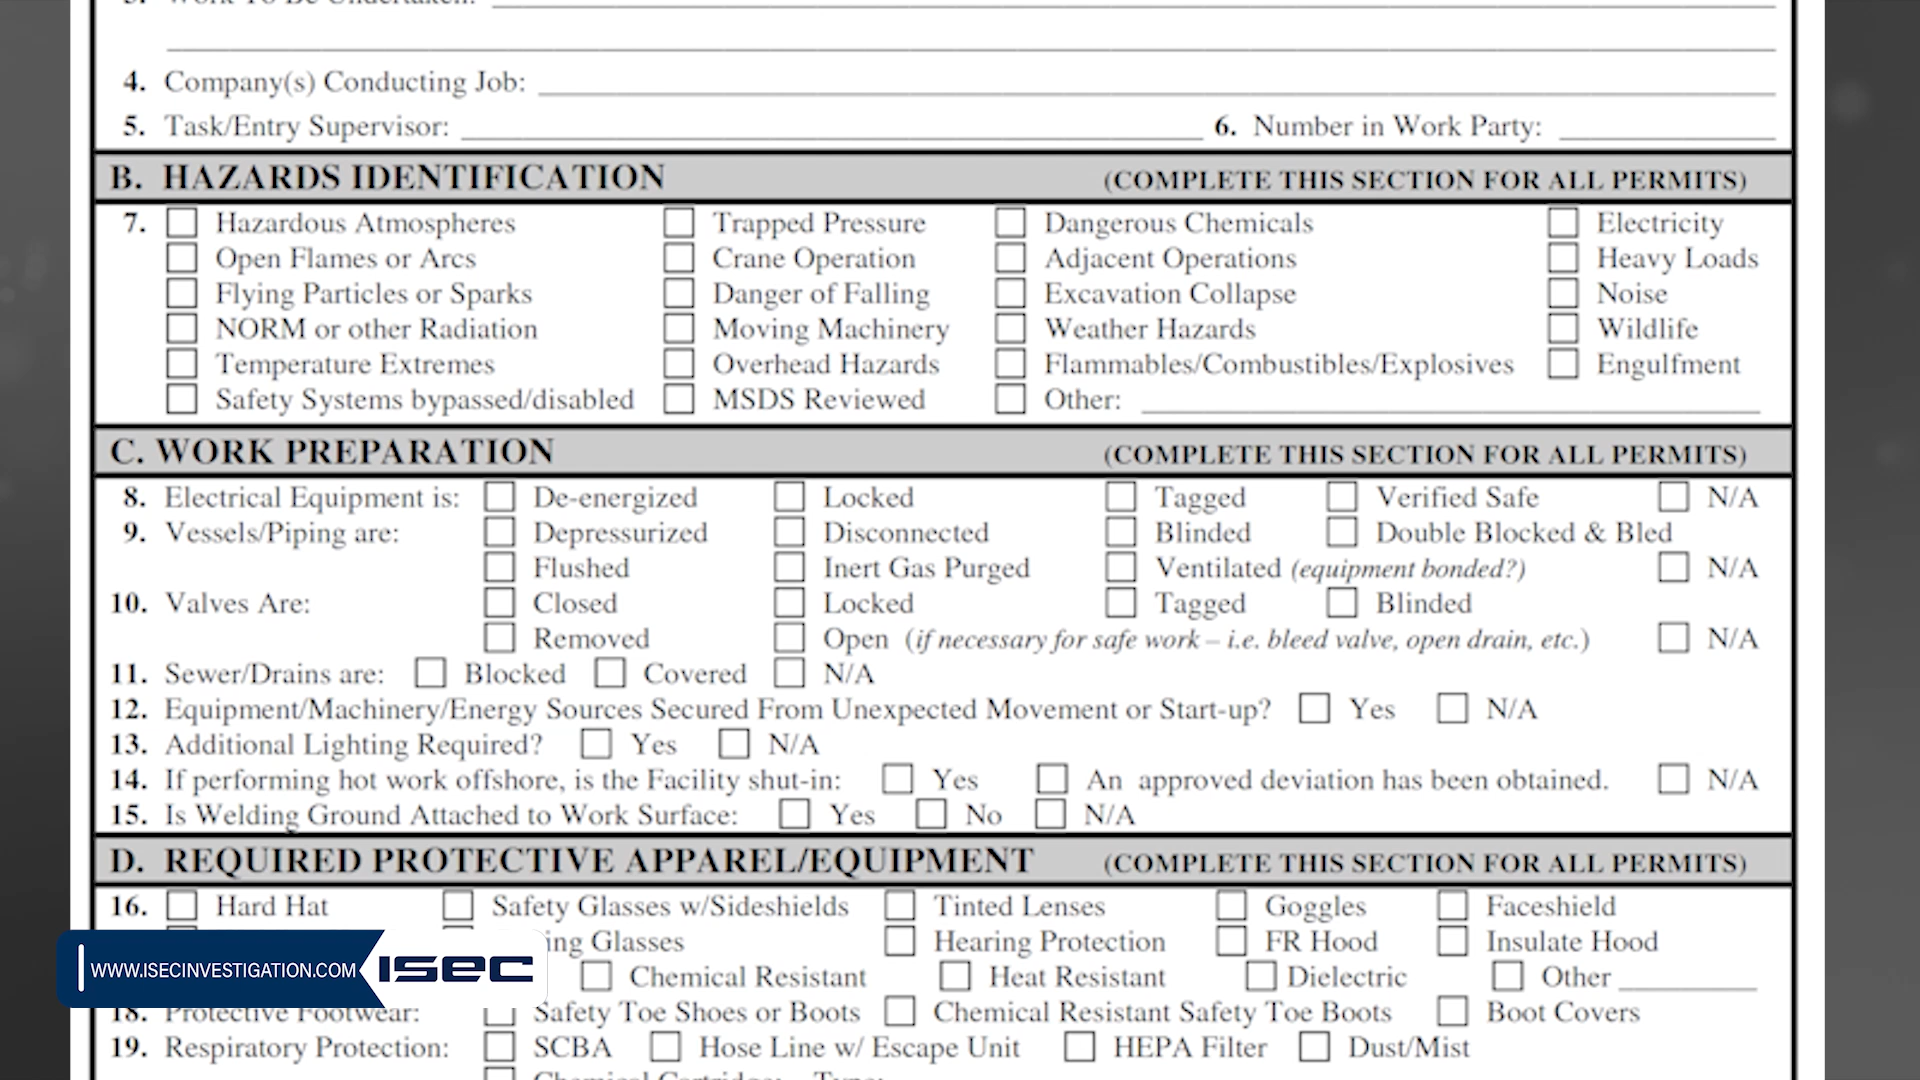 3. Work To Be Undertaken:
4. Company(s) Conducting Job:
5. Task/Entry Supervisor: 6. Number in Work Party:
B. HAZARDS IDENTIFICATION (COMPLETE THIS SECTION FOR ALL PERMITS)
7. Hazardous Atmospheres Trapped Pressure Dangerous Chemicals Electricity
Open Flames or Arcs Crane Operation Adjacent Operations Heavy Loads
Flying Particles or Sparks Danger of Falling Excavation Collapse Noise
NORM or other Radiation Moving Machinery Weather Hazards Wildlife
Temperature Extremes Overhead Hazards Flammables/Combustibles/Explosives Engulfment
Safety Systems bypassed/disabled MSDS Reviewed Other:
C. WORK PREPARATION (COMPLETE THIS SECTION FOR ALL PERMITS)
8. Electrical Equipment is: De-energized Locked Tagged Verified Safe N/A
9. Vessels/Piping are: Depressurized Disconnected Blinded Double Blocked & Bled
Flushed Inert Gas Purged Ventilated (equipment bonded?) N/A
10. Valves Are: Closed Locked Tagged Blinded
Removed Open (if necessary for safe work – i.e. bleed valve, open drain, etc.) N/A
11. Sewer/Drains are: Blocked Covered N/A
12. Equipment/Machinery/Energy Sources Secured From Unexpected Movement or Start-up? Yes N/A
13. Additional Lighting Required? Yes N/A
14. If performing hot work offshore, is the Facility shut-in: Yes An approved deviation has been obtained. N/A
15. Is Welding Ground Attached to Work Surface: Yes No N/A
D. REQUIRED PROTECTIVE APPAREL/EQUIPMENT (COMPLETE THIS SECTION FOR ALL PERMITS)
16. Hard Hat Safety Glasses w/Sideshields Tinted Lenses Goggles Faceshield
Glasses Hearing Protection FR Hood Insulate Hood
Chemical Resistant Heat Resistant Dielectric Other
18. Protective Footwear: Safety Toe Shoes or Boots Chemical Resistant Safety Toe Boots Boot Covers
19. Respiratory Protection: SCBA Hose Line w/ Escape Unit HEPA Filter Dust/Mist
Chemical Cartridge: Type:
WWW.ISECINVESTIGATION.COM
isec